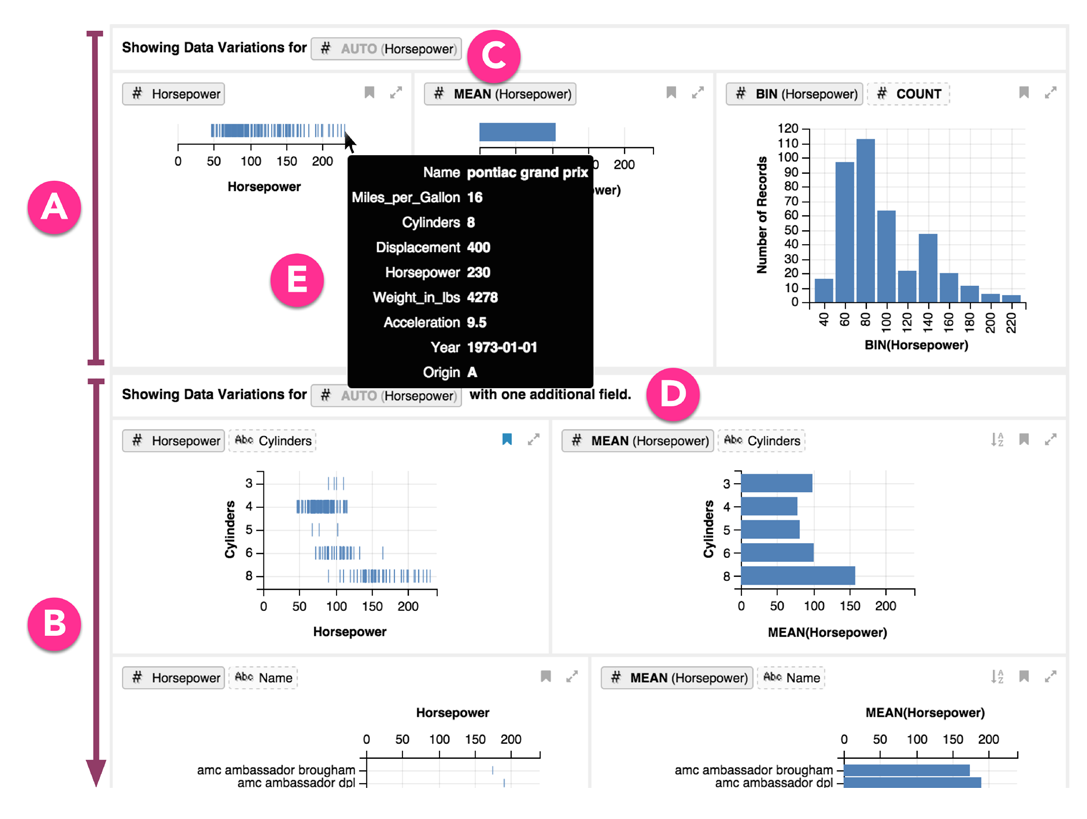 Showing Data Variations for # AUTO (Horsepower)
C
A
# Horsepower
# MEAN (Horsepower)
# BIN (Horsepower) # COUNT
0 50 100 150 200
Horsepower
200
wer)
120
110
100
90
80
70
60
50
40
30
20
10
0
Number of Records
40 60 80 100 120 140 160 180 200 220
BIN(Horsepower)
E
Name pontiac grand prix
Miles_per_Gallon 16
Cylinders 8
Displacement 400
Horsepower 230
Weight_in_lbs 4278
Acceleration 9.5
Year 1973-01-01
Origin A
Showing Data Variations for # AUTO (Horsepower) with one additional field.
D
B
# Horsepower Abc Cylinders
Cylinders
3
4
5
6
8
0 50 100 150 200
Horsepower
# MEAN (Horsepower) Abc Cylinders
A
Z
Cylinders
3
4
5
6
8
0 50 100 150 200
MEAN(Horsepower)
# Horsepower Abc Name
Horsepower
0 50 100 150 200
amc ambassador brougham
amc ambassador dpl
# MEAN (Horsepower) Abc Name
A
Z
MEAN(Horsepower)
0 50 100 150 200
amc ambassador brougham
amc ambassador dpl